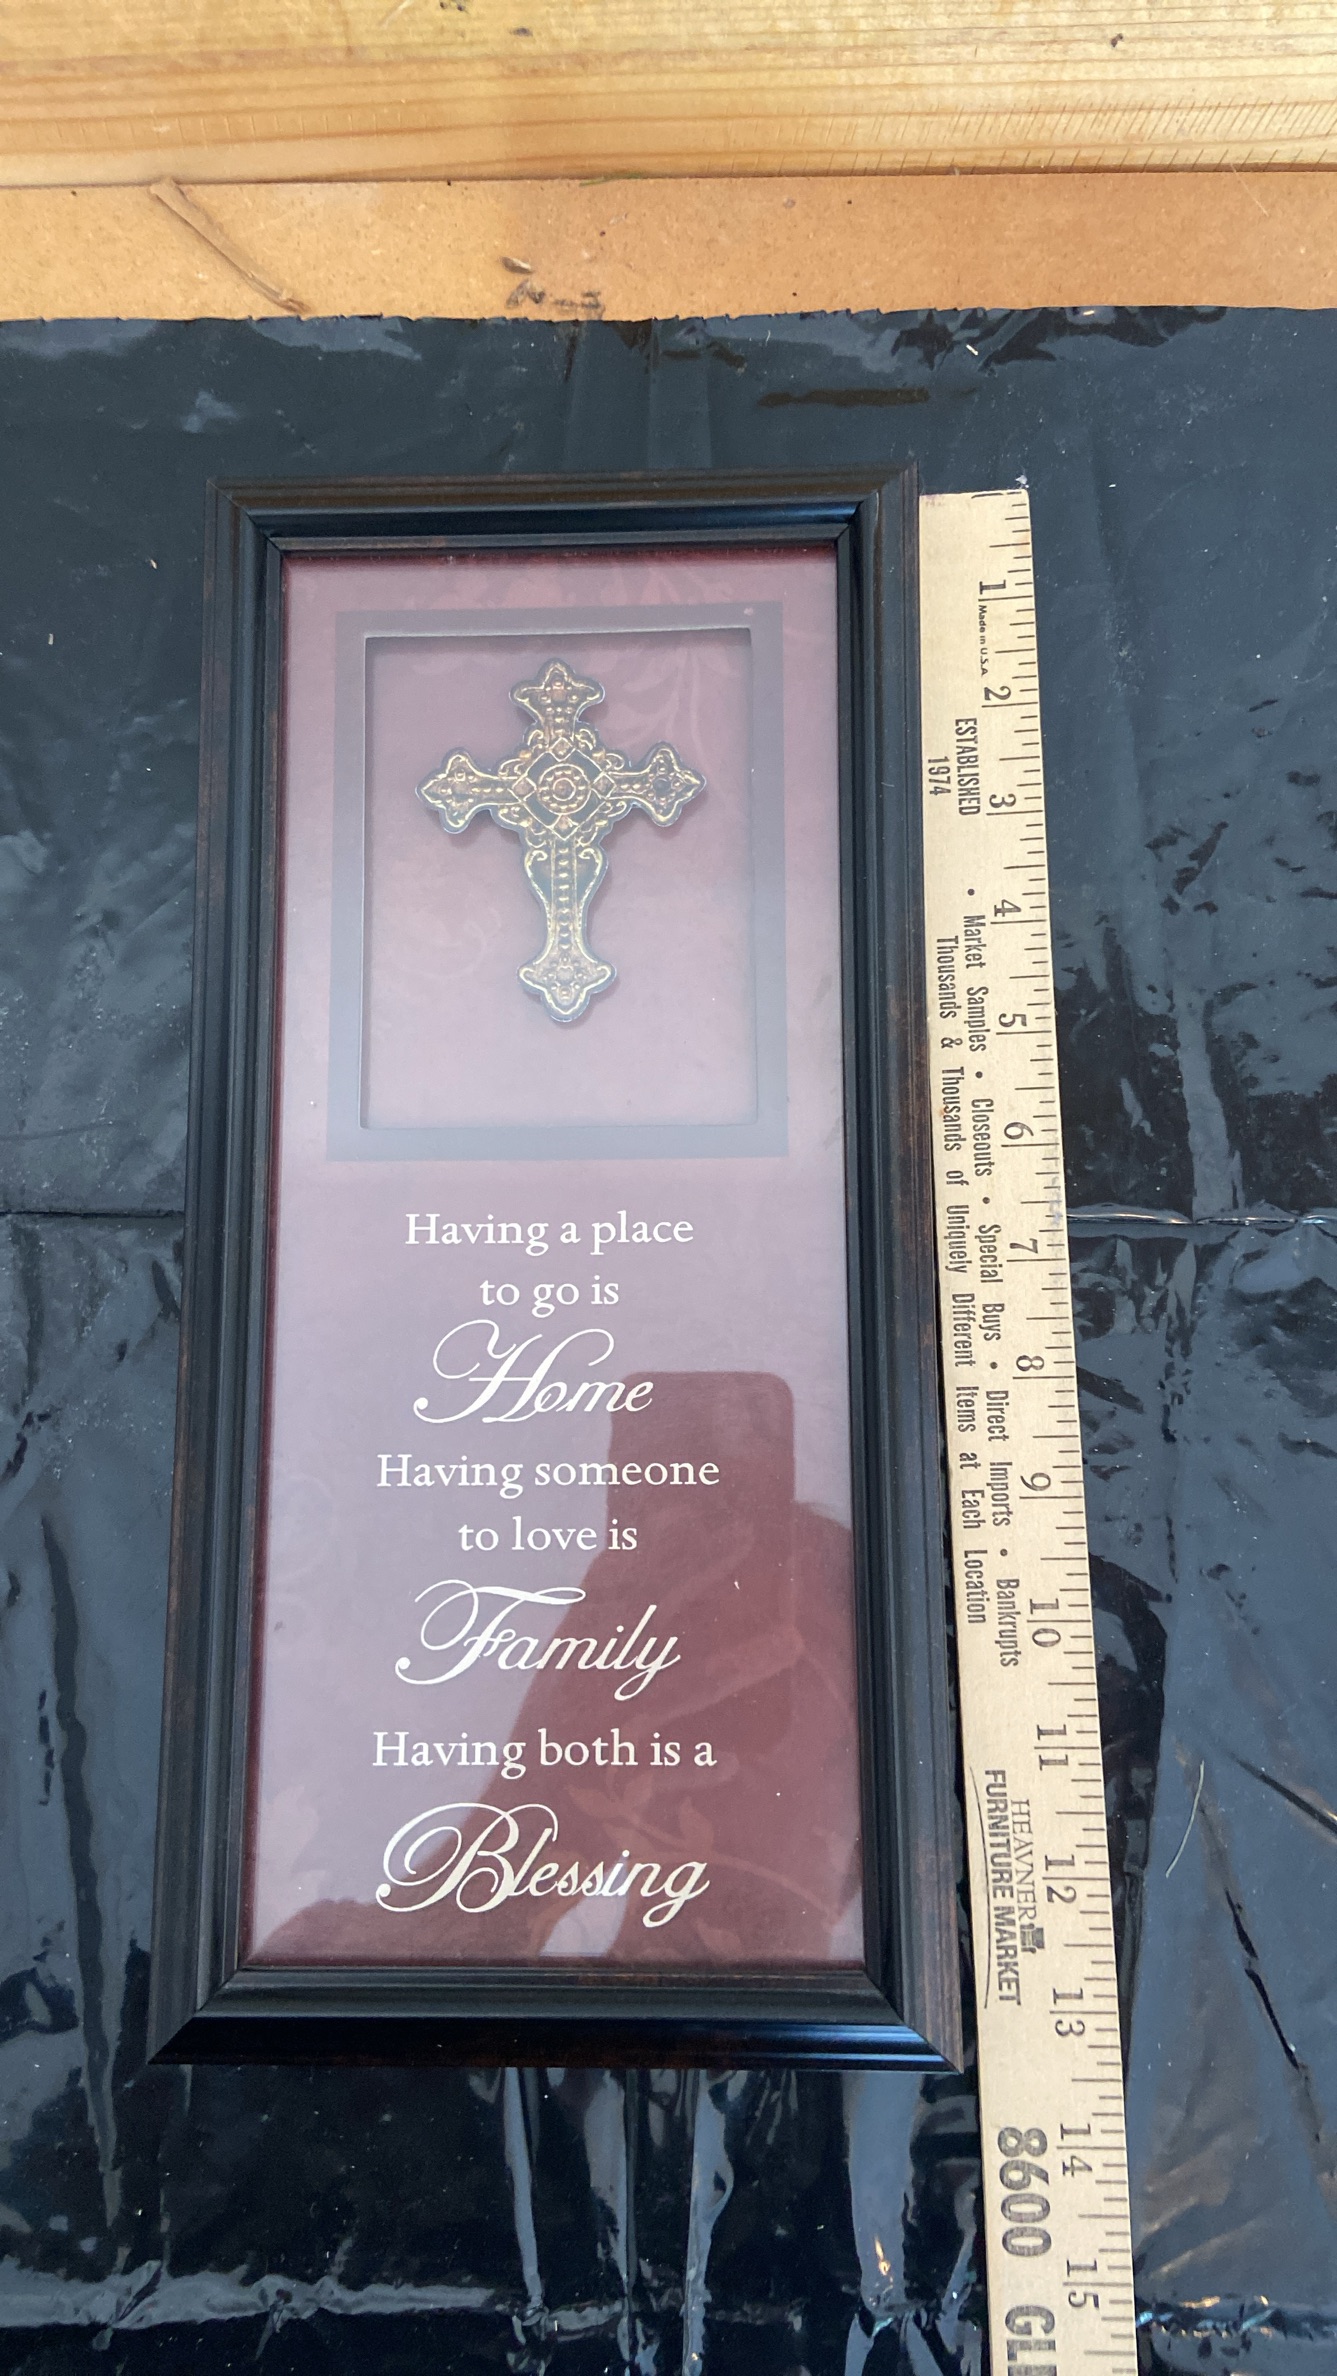 Having a place
to go is
Home
Having someone
to love is
Family
Having both is a
Blessing
1 2 3 4 5 6 7 8 9 10 11 12 13 14 15
Made in U.S.A.
ESTABLISHED
1974
• Market Samples • Closeouts • Special Buys • Direct Imports • Bankrupts
Thousands & Thousands of Uniquely Different Items at Each Location
HEAVNER
FURNITURE MARKET
8600